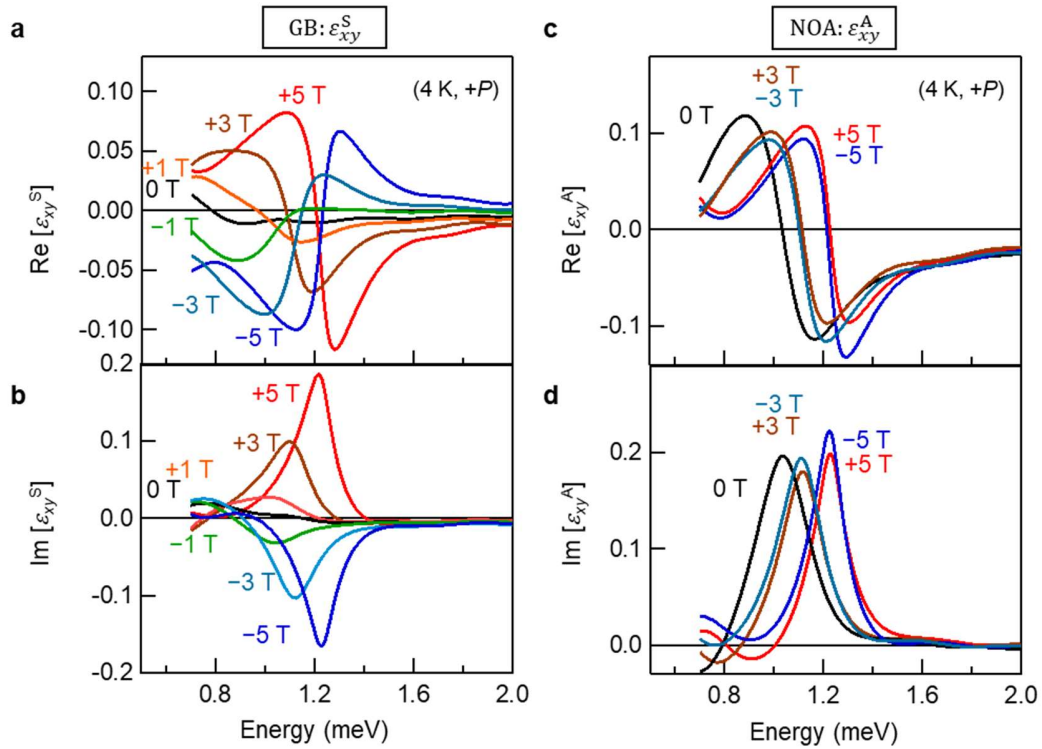 GB: ε_xy^S
a
(4 K, +P)
+5 T
+3 T
+1 T
0 T
−1 T
−3 T
−5 T
0.10
0.05
0.00
-0.05
-0.10
Re [ε_xy^S]
b
+5 T
+3 T
+1 T
0 T
−1 T
−3 T
−5 T
0.2
0.1
0.0
-0.1
-0.2
Im [ε_xy^S]
0.8 1.2 1.6 2.0
Energy (meV)
NOA: ε_xy^A
c
+3 T
−3 T
(4 K, +P)
0 T
+5 T
−5 T
0.1
0.0
-0.1
Re [ε_xy^A]
d
−3 T
+3 T
−5 T
+5 T
0 T
0.2
0.1
0.0
Im [ε_xy^A]
0.8 1.2 1.6 2.0
Energy (meV)